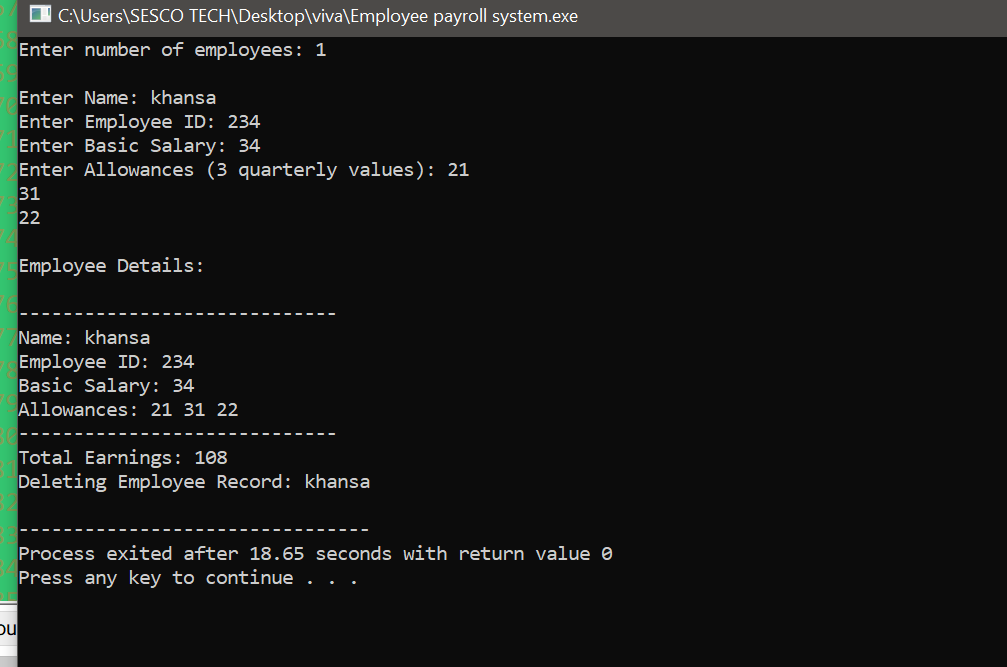 C:\Users\SESCO TECH\Desktop\viva\Employee payroll system.exe
Enter number of employees: 1
Enter Name: khansa
Enter Employee ID: 234
Enter Basic Salary: 34
Enter Allowances (3 quarterly values): 21
31
22
Employee Details:
-----------------------------
Name: khansa
Employee ID: 234
Basic Salary: 34
Allowances: 21 31 22
-----------------------------
Total Earnings: 108
Deleting Employee Record: khansa
--------------------------------
Process exited after 18.65 seconds with return value 0
Press any key to continue . . .